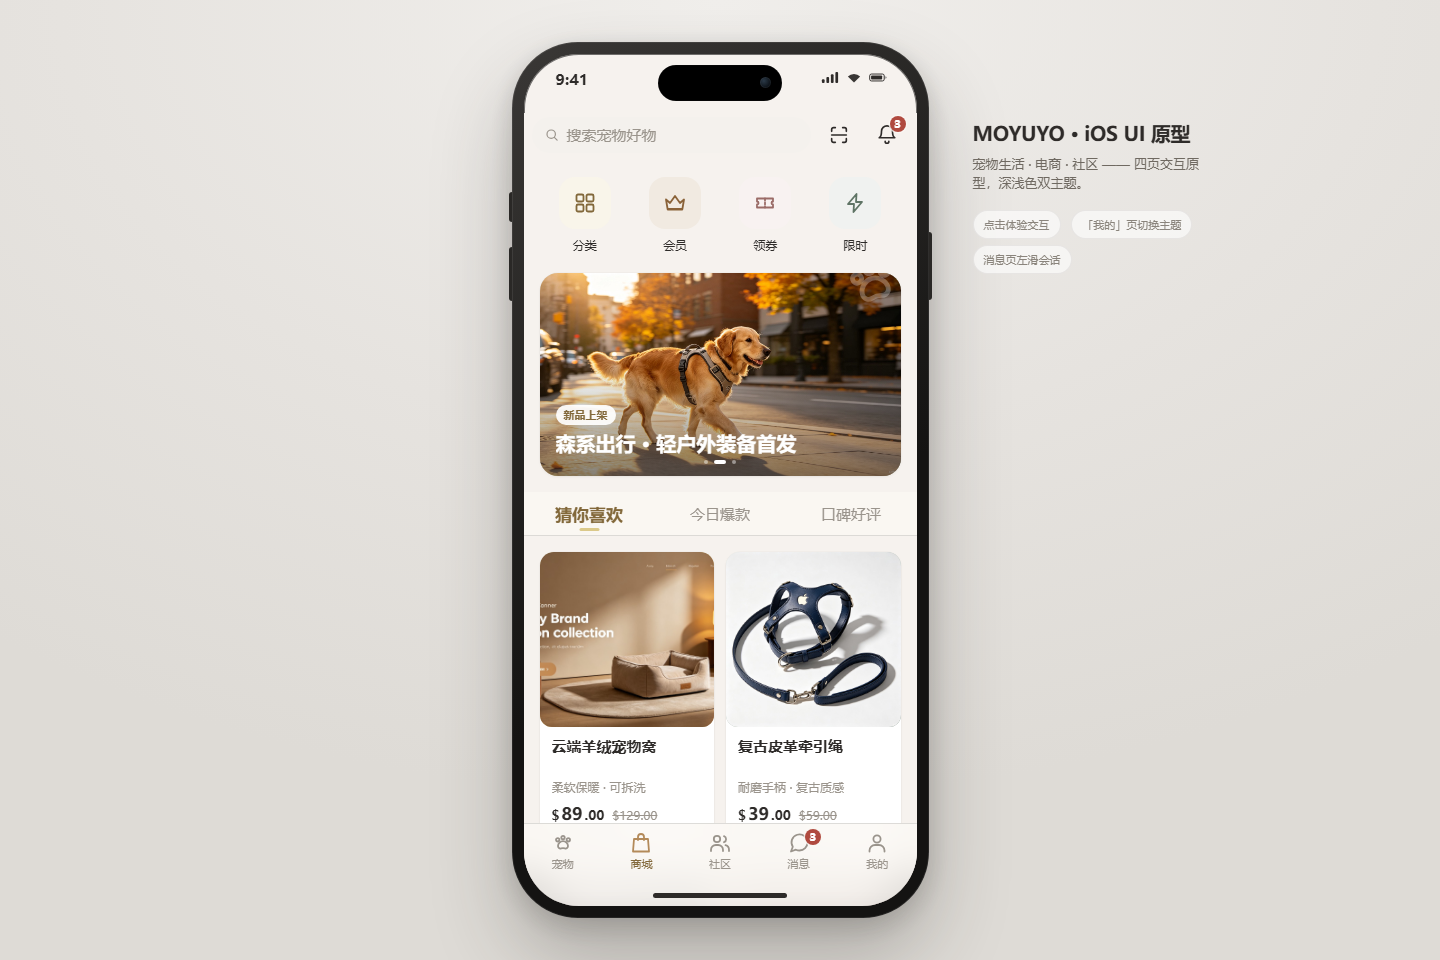 9:41
搜索宠物好物
3
分类
会员
领券
限时
新品上架
森系出行 · 轻户外装备首发
猜你喜欢
今日爆款
口碑好评
y Brand
n collection
云端羊绒宠物窝
柔软保暖 · 可拆洗
$89.00 $129.00
复古皮革牵引绳
耐磨手柄 · 复古质感
$39.00 $59.00
宠物
商城
社区
3
消息
我的
MOYUYO • iOS UI 原型
宠物生活 · 电商 · 社区 —— 四页交互原
型，深浅色双主题。
点击体验交互
「我的」页切换主题
消息页左滑会话